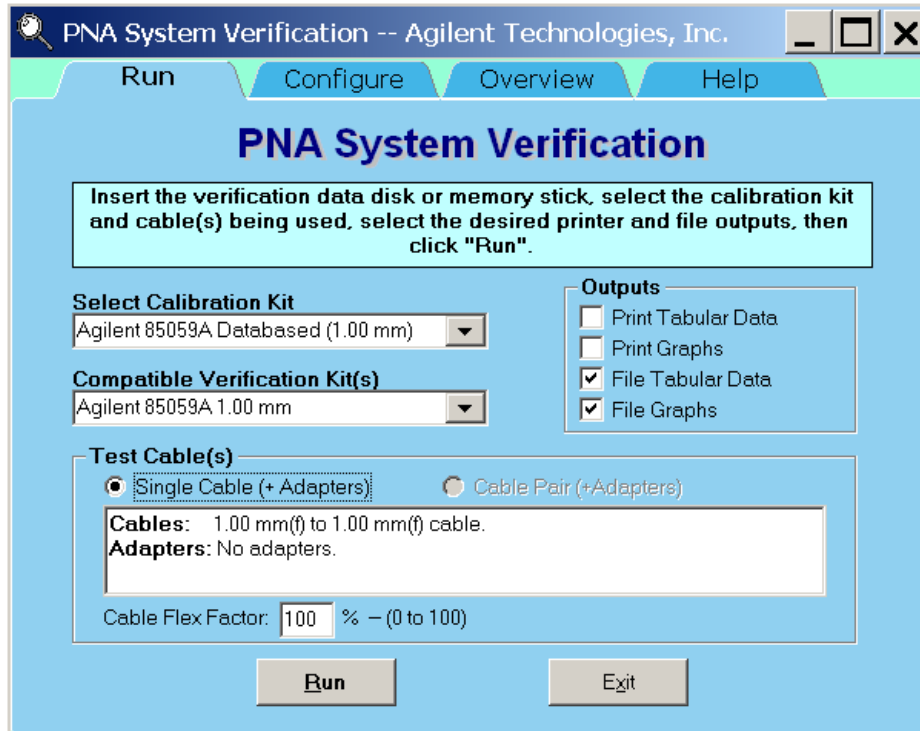 PNA System Verification -- Agilent Technologies, Inc.
Run Configure Overview Help
PNA System Verification
Insert the verification data disk or memory stick, select the calibration kit
and cable(s) being used, select the desired printer and file outputs, then
click "Run".
Select Calibration Kit
Agilent 85059A Databased (1.00 mm)
Compatible Verification Kit(s)
Agilent 85059A 1.00 mm
Outputs
Print Tabular Data
Print Graphs
File Tabular Data
File Graphs
Test Cable(s)
Single Cable (+ Adapters) Cable Pair (+Adapters)
Cables: 1.00 mm(f) to 1.00 mm(f) cable.
Adapters: No adapters.
Cable Flex Factor: 100 % – (0 to 100)
Run Exit